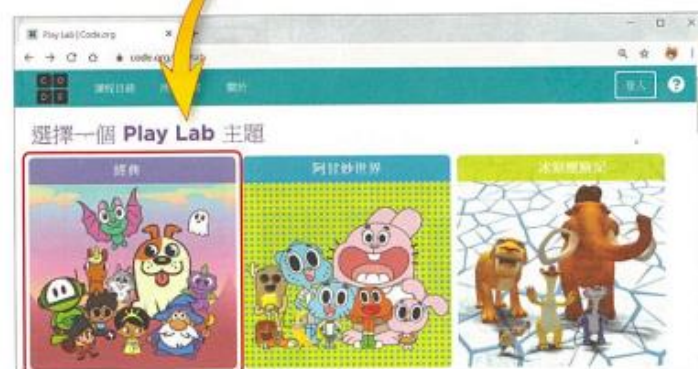 Play Lab | Code.org
CODE
課程目錄
關於
登入
?
選擇一個 Play Lab 主題
經典
阿甘妙世界
冰原歷險記